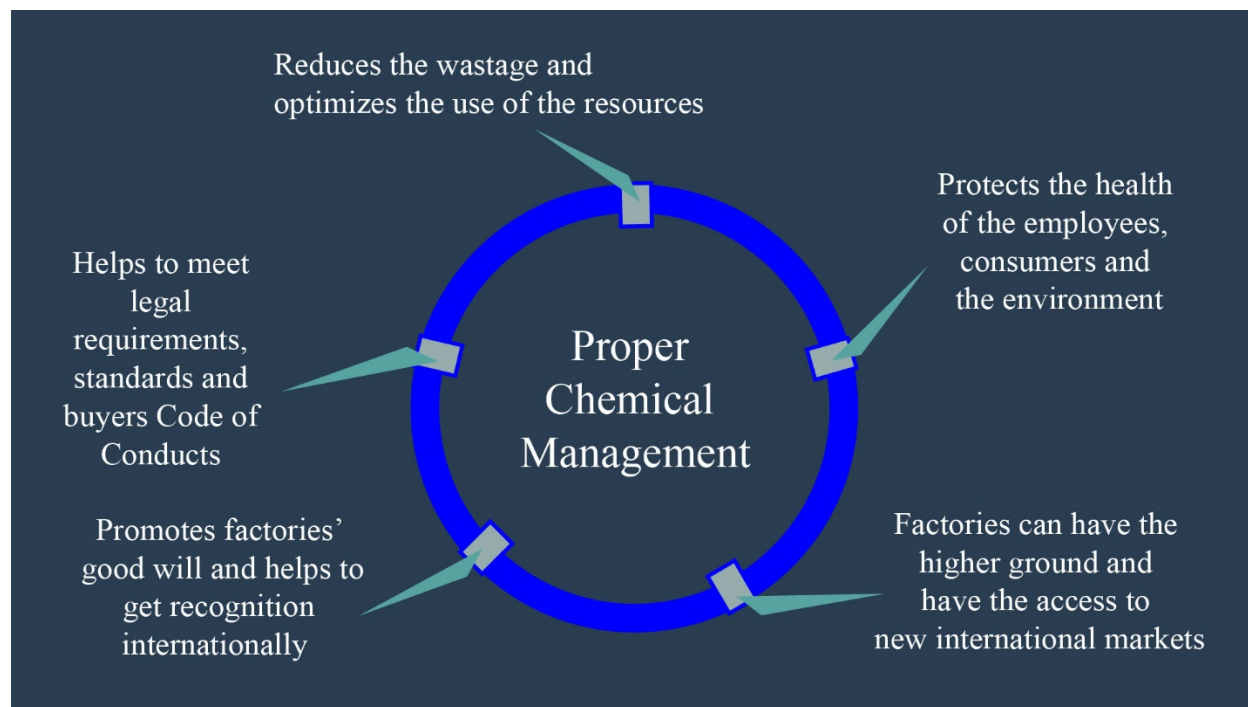 Reduces the wastage and
optimizes the use of the resources
Protects the health
of the employees,
consumers and
the environment
Helps to meet
legal
requirements,
standards and
buyers Code of
Conducts
Proper
Chemical
Management
Promotes factories’
good will and helps to
get recognition
internationally
Factories can have the
higher ground and
have the access to
new international markets